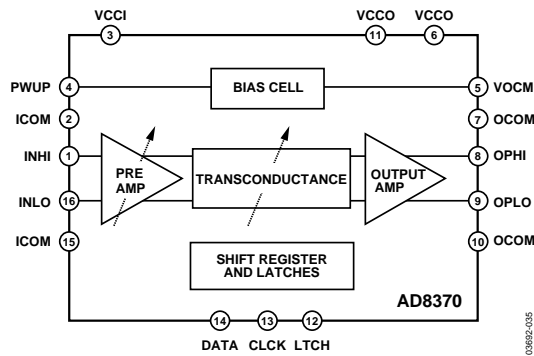 VCCI VCCO VCCO
3 11 6
PWUP 4 BIAS CELL 5 VOCM
ICOM 2 7 OCOM
INHI 1 8 OPHI
PRE AMP
TRANSCONDUCTANCE
OUTPUT AMP
INLO 16 9 OPLO
ICOM 15 10 OCOM
SHIFT REGISTER
AND LATCHES
AD8370
14 13 12
DATA CLCK LTCH
03692-035